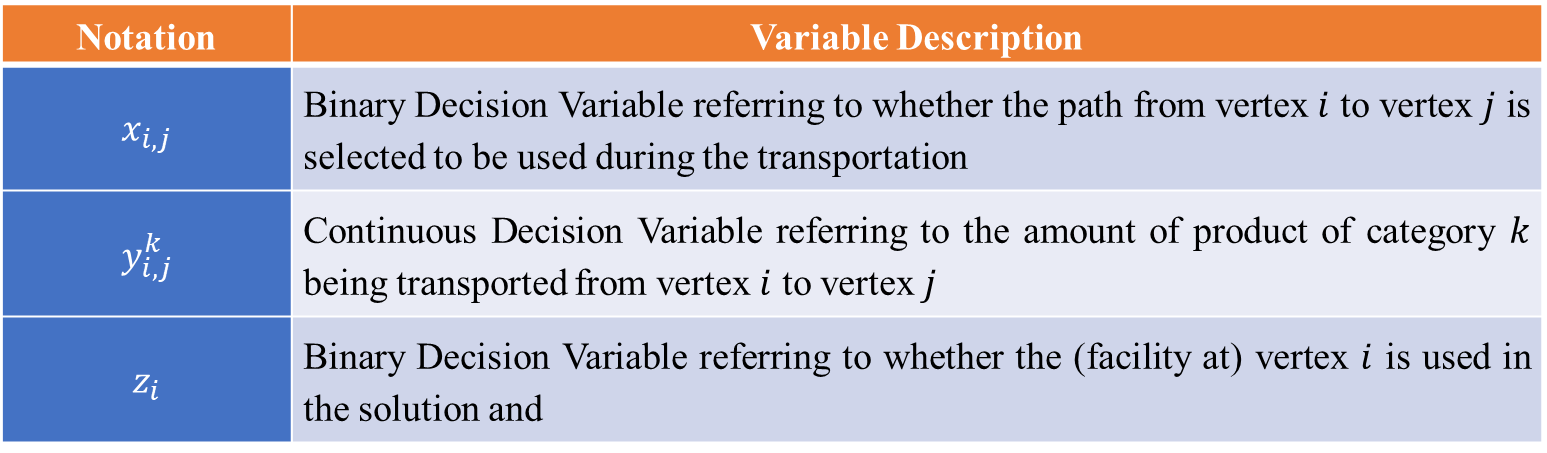 Notation
Variable Description
x_{i,j}
Binary Decision Variable referring to whether the path from vertex i to vertex j is
selected to be used during the transportation
y_{i,j}^{k}
Continuous Decision Variable referring to the amount of product of category k
being transported from vertex i to vertex j
z_i
Binary Decision Variable referring to whether the (facility at) vertex i is used in
the solution and